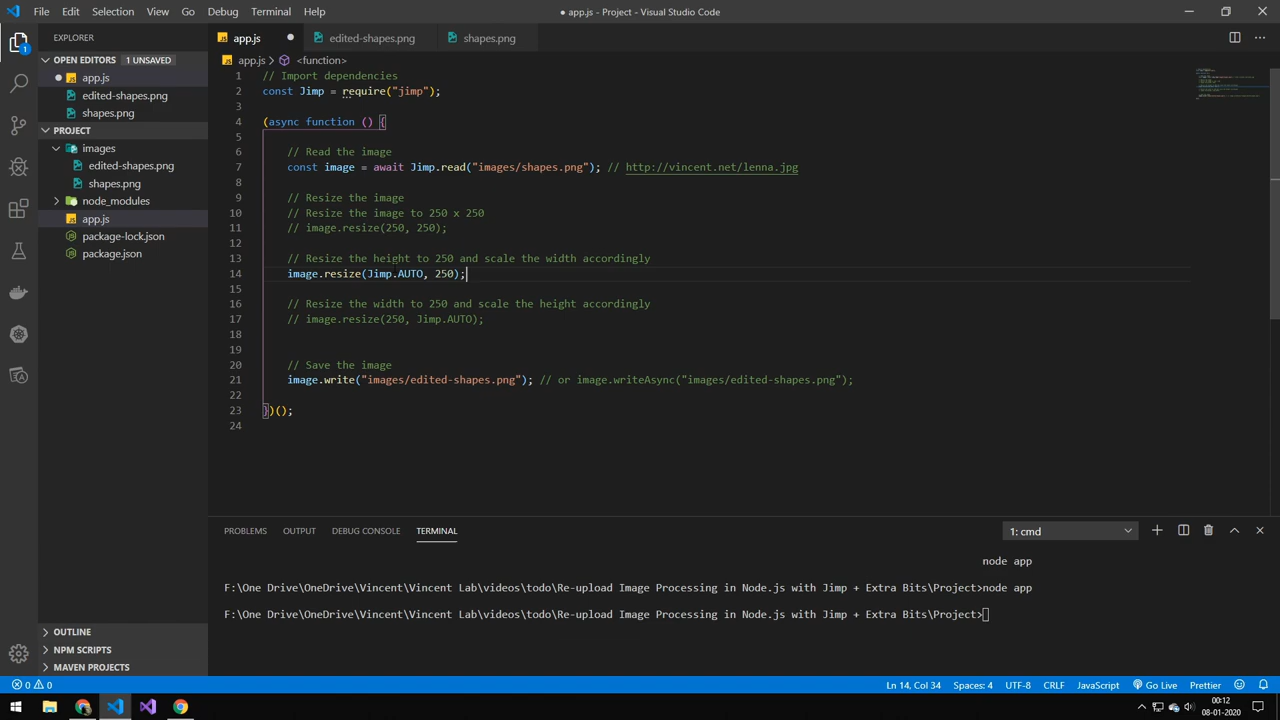 File Edit Selection View Go Debug Terminal Help
● app.js - Project - Visual Studio Code
EXPLORER
OPEN EDITORS 1 UNSAVED
app.js
edited-shapes.png
shapes.png
PROJECT
images
edited-shapes.png
shapes.png
node_modules
app.js
package-lock.json
package.json
OUTLINE
NPM SCRIPTS
MAVEN PROJECTS
1
app.js ● edited-shapes.png shapes.png
app.js > <function>
1 // Import dependencies
2 const Jimp = require("jimp");
3
4 (async function () {
5
6 // Read the image
7 const image = await Jimp.read("images/shapes.png"); // http://vincent.net/lenna.jpg
8
9 // Resize the image
10 // Resize the image to 250 x 250
11 // image.resize(250, 250);
12
13 // Resize the height to 250 and scale the width accordingly
14 image.resize(Jimp.AUTO, 250);
15
16 // Resize the width to 250 and scale the height accordingly
17 // image.resize(250, Jimp.AUTO);
18
19
20 // Save the image
21 image.write("images/edited-shapes.png"); // or image.writeAsync("images/edited-shapes.png");
22
23 })();
24
PROBLEMS OUTPUT DEBUG CONSOLE TERMINAL 1: cmd
node app
F:\One Drive\OneDrive\Vincent\Vincent Lab\videos\todo\Re-upload Image Processing in Node.js with Jimp + Extra Bits\Project>node app
F:\One Drive\OneDrive\Vincent\Vincent Lab\videos\todo\Re-upload Image Processing in Node.js with Jimp + Extra Bits\Project>
0 0 Ln 14, Col 34 Spaces: 4 UTF-8 CRLF JavaScript Go Live Prettier
00:12
08-01-2020